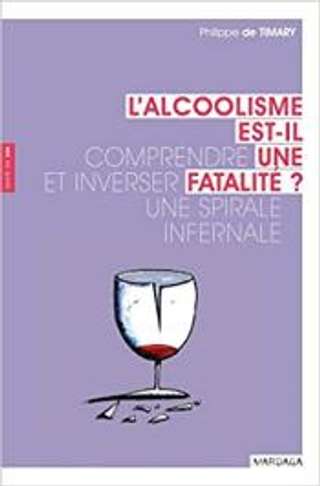 Philippe de TIMARY
L'ALCOOLISME
EST-IL
COMPRENDRE UNE
ET INVERSER FATALITÉ ?
UNE SPIRALE
INFERNALE
MARDAGA